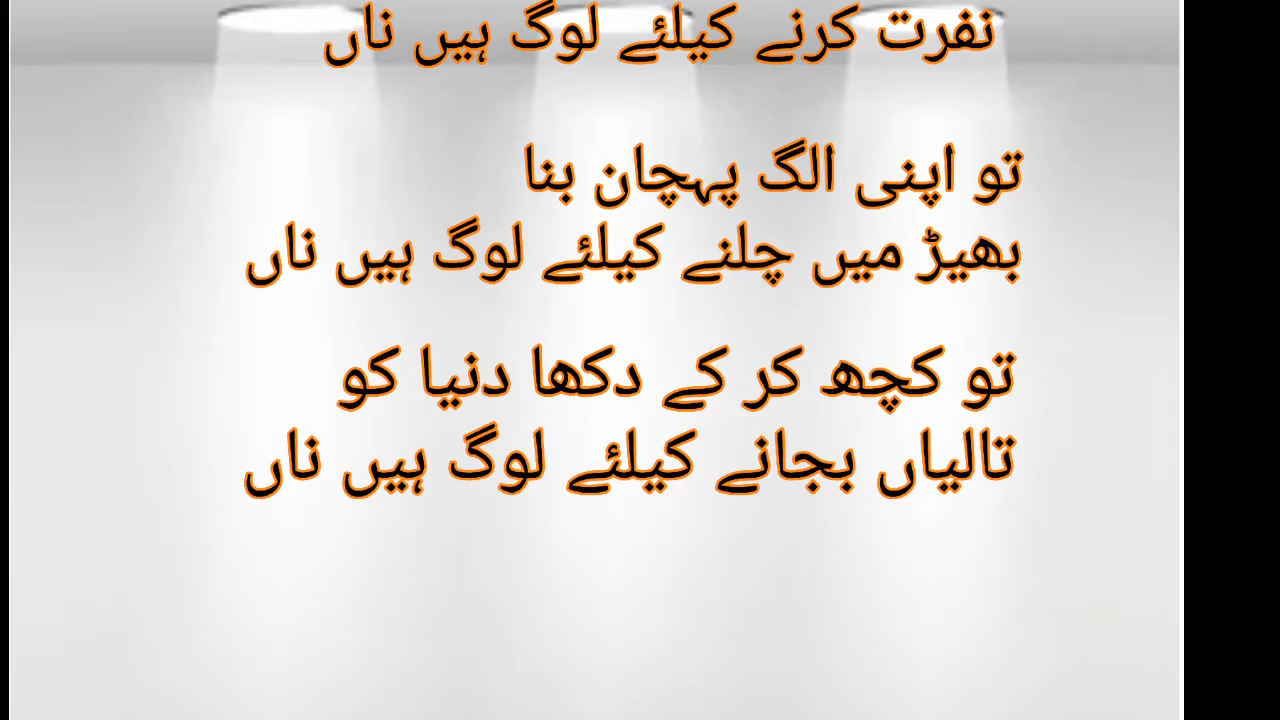 نفرت کرنے کیلئے لوگ ہیں ناں
تو اپنی الگ پہچان بنا
بھیڑ میں چلنے کیلئے لوگ ہیں ناں
تو کچھ کر کے دکھا دنیا کو
تالیاں بجانے کیلئے لوگ ہیں ناں